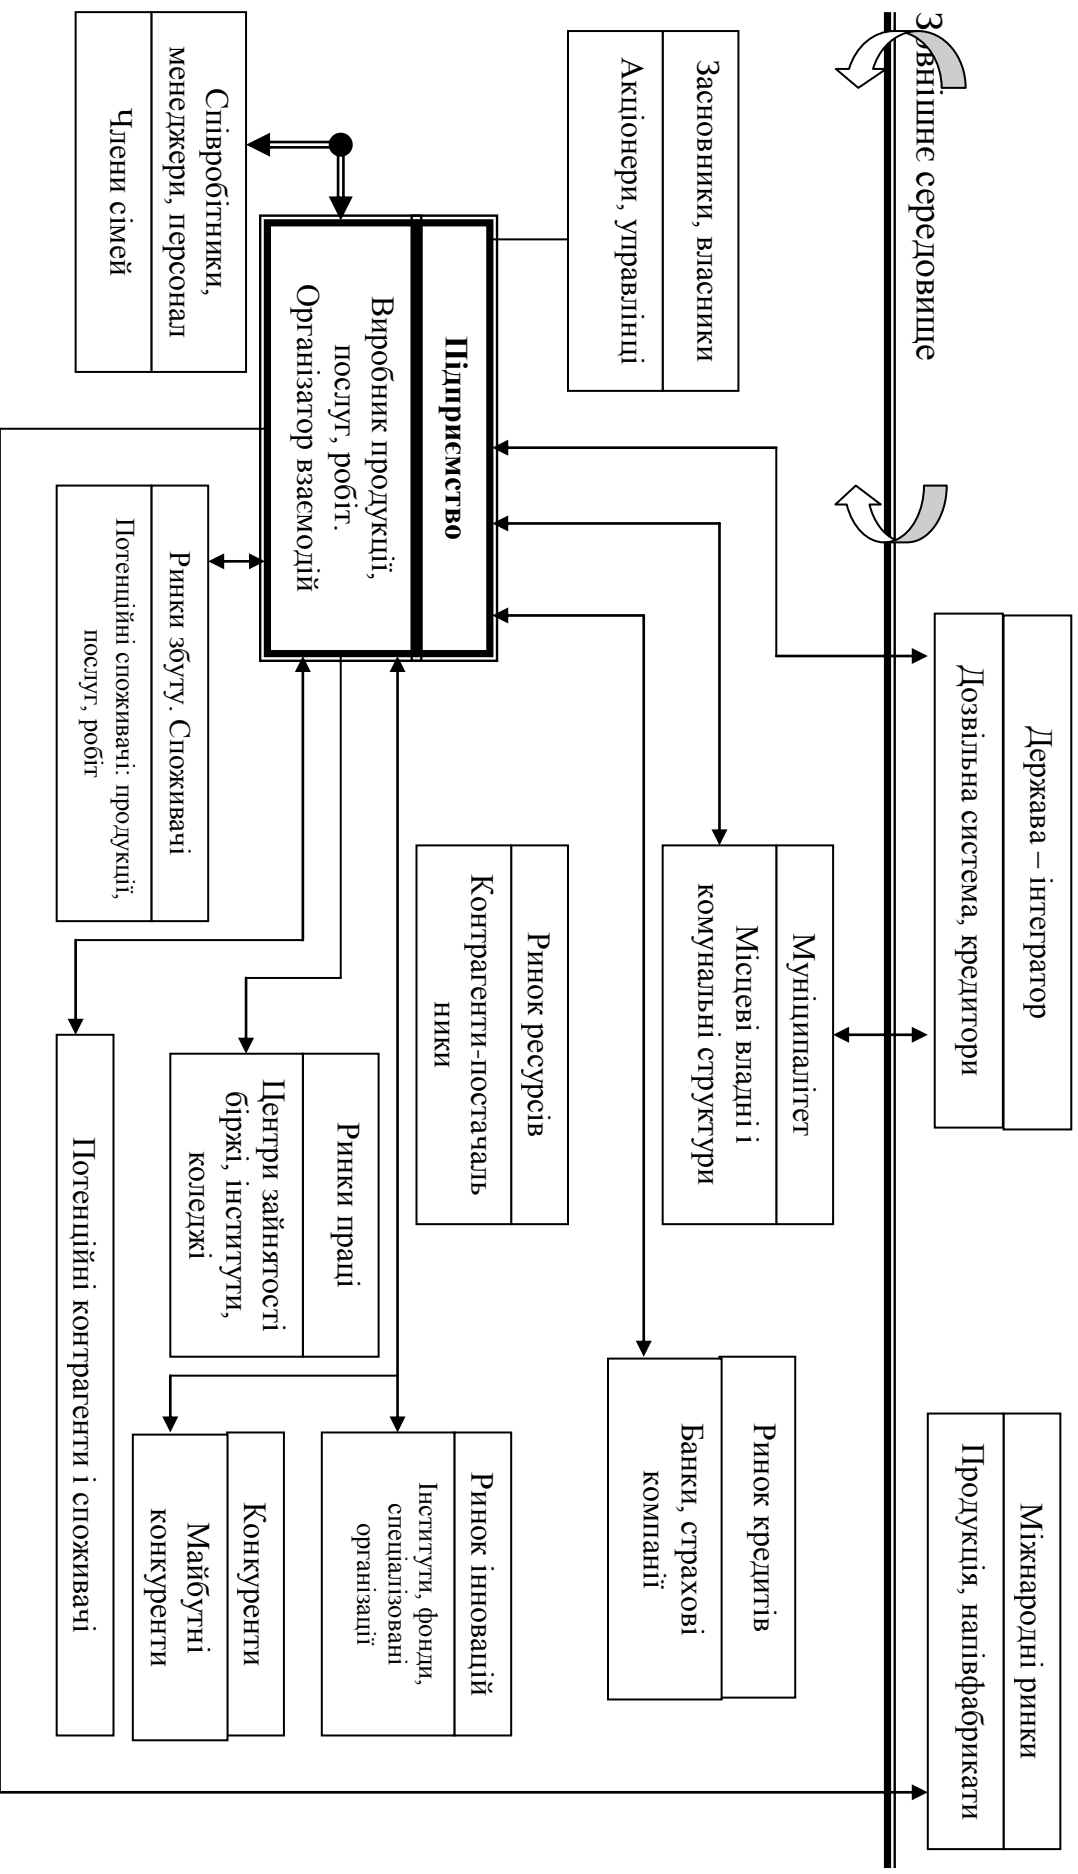 Зовнішнє середовище
Держава – інтегратор
Дозвільна система, кредитори
Міжнародні ринки
Продукція, напівфабрикати
Муніципалітет
Місцеві владні і
комунальні структури
Ринок кредитів
Банки, страхові
компанії
Засновники, власники
Акціонери, управлінці
Ринок ресурсів
Контрагенти-постачаль
ники
Підприємство
Виробник продукції,
послуг, робіт.
Організатор взаємодій
Ринок інновацій
Інститути, фонди,
спеціалізовані
організації
Ринки праці
Центри зайнятості
біржі, інститути,
коледжі
Конкуренти
Майбутні
конкуренти
Співробітники,
менеджери, персонал
Члени сімей
Ринки збуту. Споживачі
Потенційні споживачі: продукції,
послуг, робіт
Потенційні контрагенти і споживачі